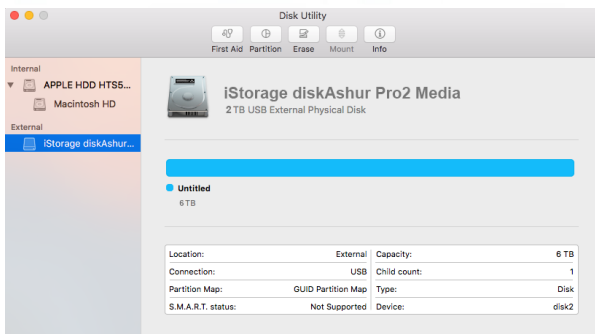 Disk Utility
First Aid Partition Erase Mount Info
Internal
APPLE HDD HTS5...
Macintosh HD
External
iStorage diskAshur...
iStorage diskAshur Pro2 Media
2 TB USB External Physical Disk
Untitled
6 TB
Location: External Capacity: 6 TB
Connection: USB Child count: 1
Partition Map: GUID Partition Map Type: Disk
S.M.A.R.T. status: Not Supported Device: disk2